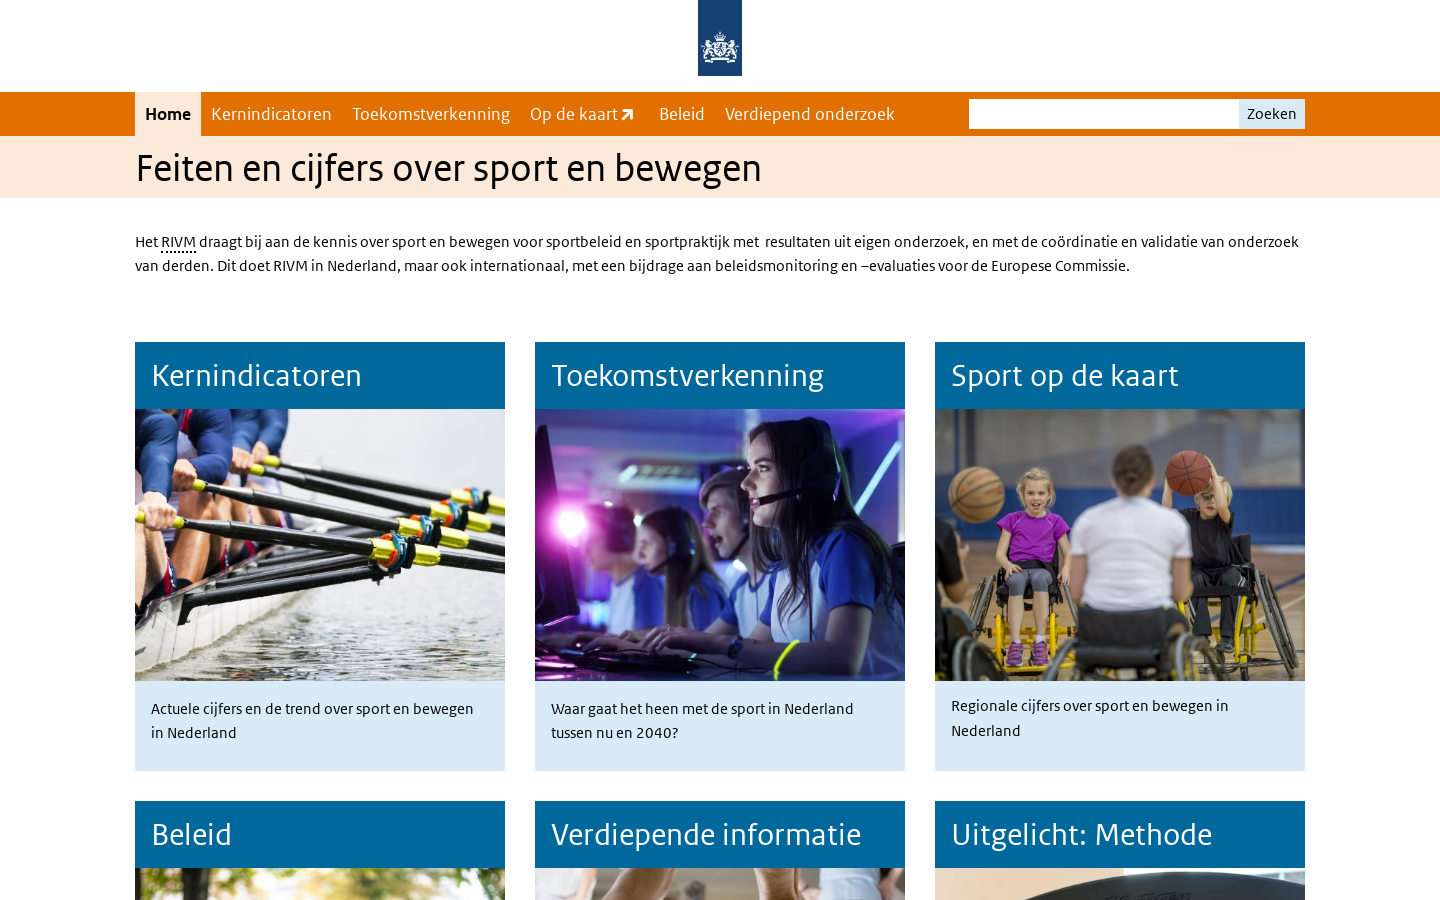 Home Kernindicatoren Toekomstverkenning Op de kaart Beleid Verdiepend onderzoek Zoeken
Feiten en cijfers over sport en bewegen
Het RIVM draagt bij aan de kennis over sport en bewegen voor sportbeleid en sportpraktijk met  resultaten uit eigen onderzoek, en met de coördinatie en validatie van onderzoek
van derden. Dit doet RIVM in Nederland, maar ook internationaal, met een bijdrage aan beleidsmonitoring en –evaluaties voor de Europese Commissie.
Kernindicatoren
Actuele cijfers en de trend over sport en bewegen
in Nederland
Toekomstverkenning
Waar gaat het heen met de sport in Nederland
tussen nu en 2040?
Sport op de kaart
Regionale cijfers over sport en bewegen in
Nederland
Beleid
Verdiepende informatie
Uitgelicht: Methode